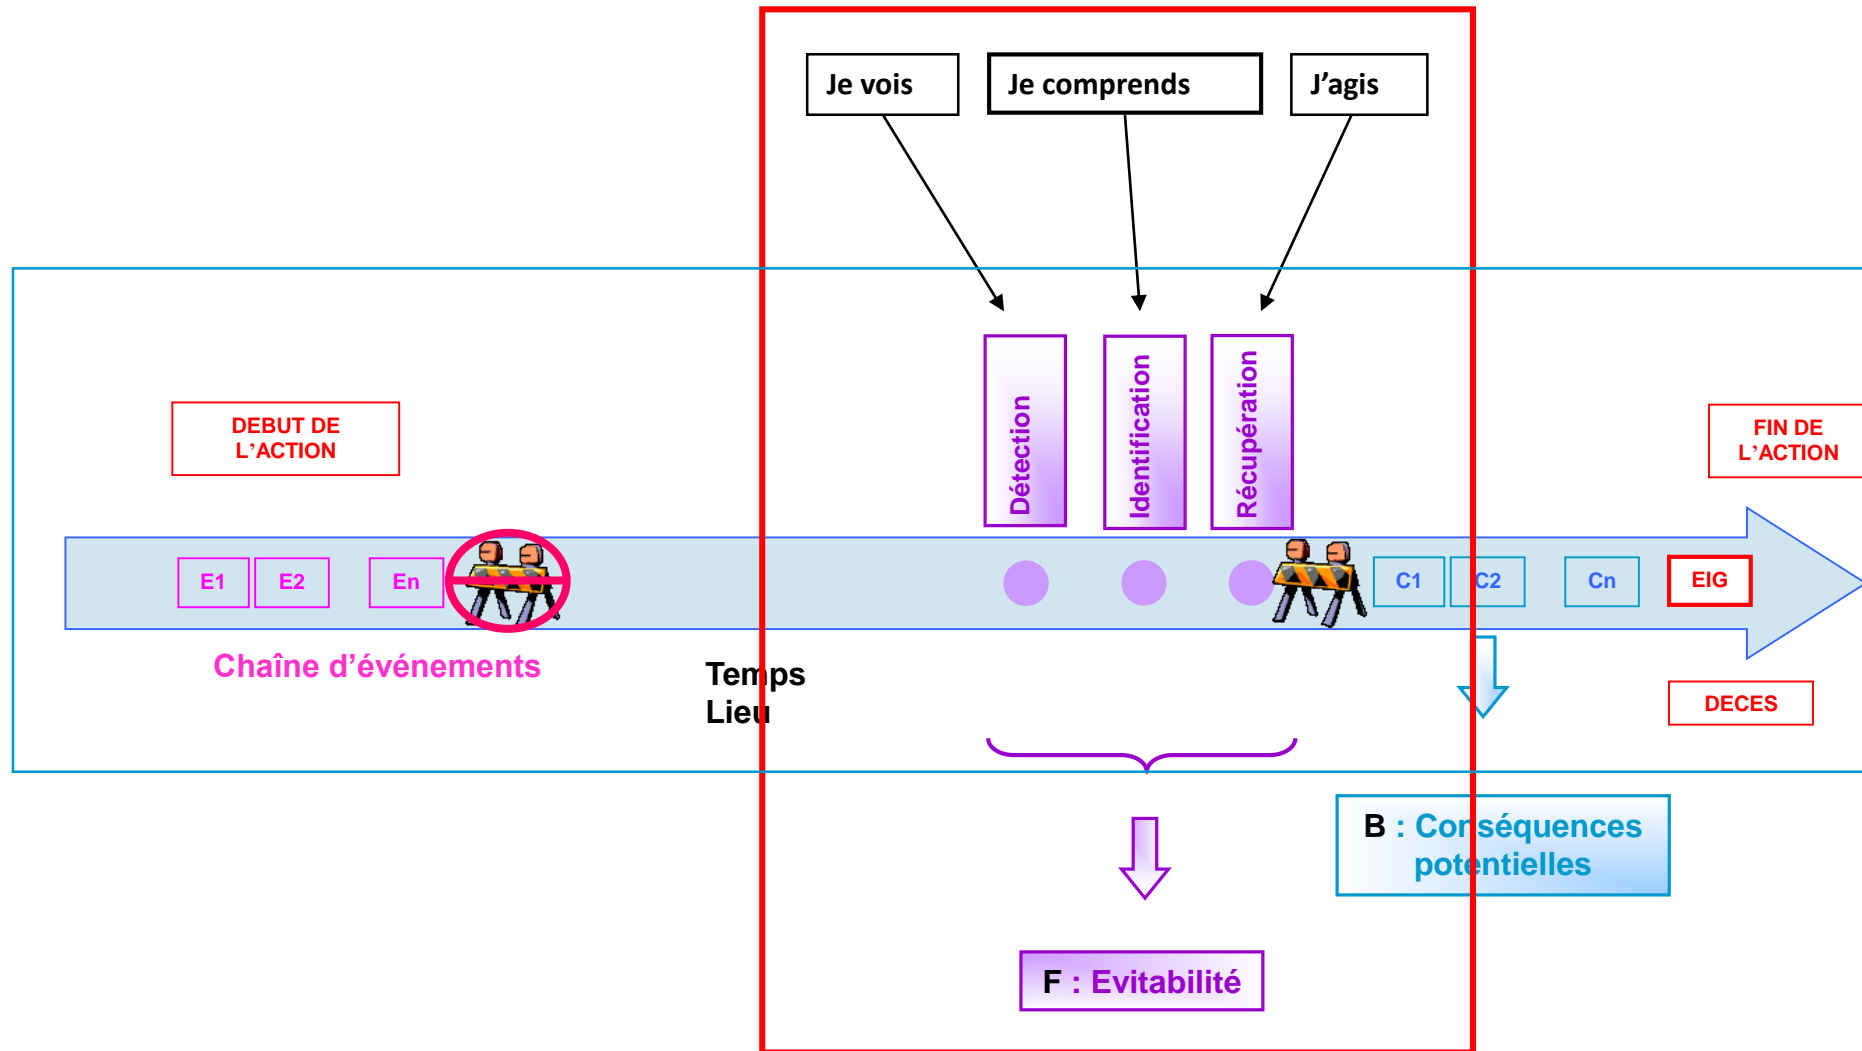 Je vois
Je comprends
J’agis
Détection
Identification
Récupération
DEBUT DE
L’ACTION
FIN DE
L’ACTION
E1
E2
En
C1
C2
Cn
EIG
Chaîne d’événements
Temps
Lieu
DECES
B : Conséquences
potentielles
F : Evitabilité